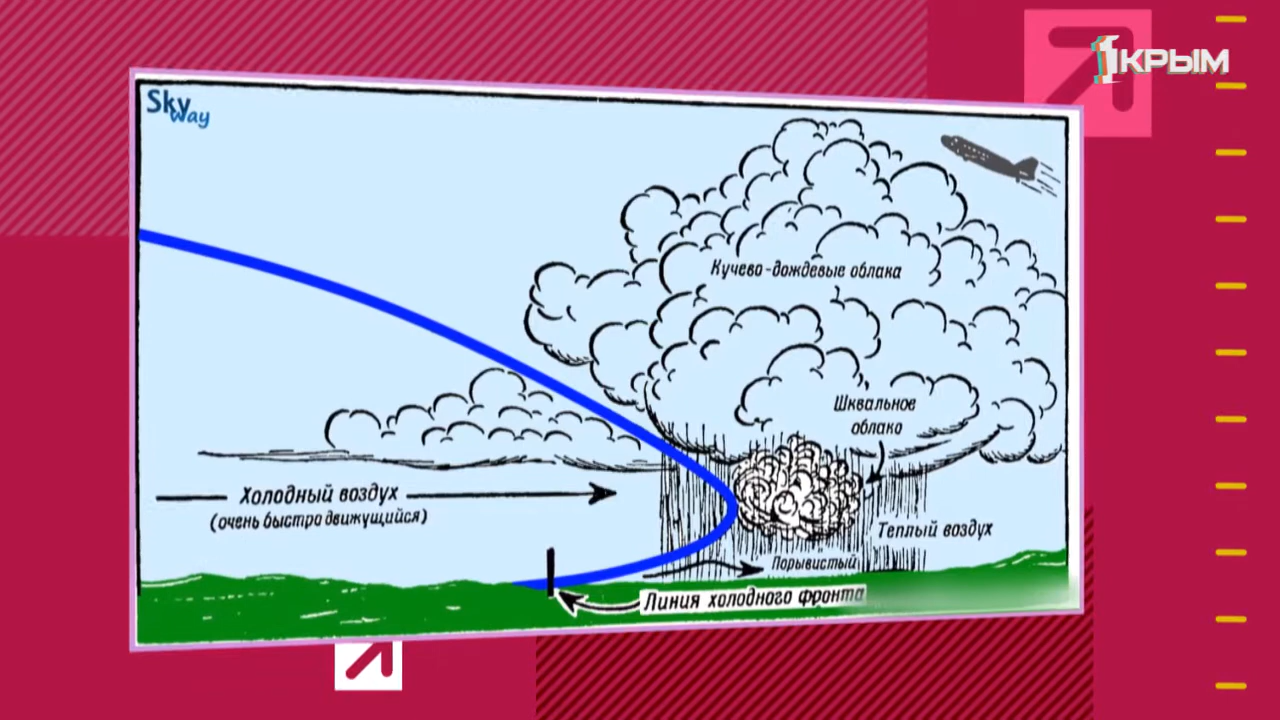 1КРЫМ
Sky
Way
Кучево-дождевые облака
Шквальное
облако
Холодный воздух
(очень быстро движущийся)
Теплый воздух
Порывистый
Линия холодного фронта